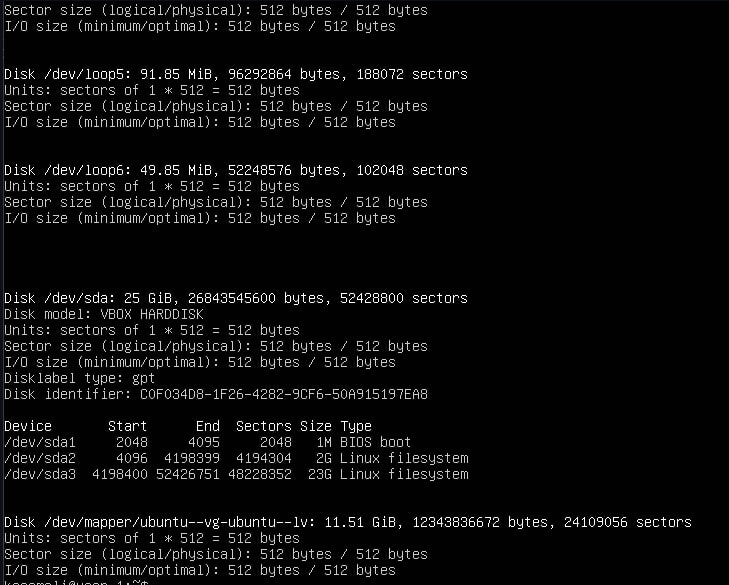 Sector size (logical/physical): 512 bytes / 512 bytes
I/O size (minimum/optimal): 512 bytes / 512 bytes
Disk /dev/loop5: 91.85 MiB, 96292864 bytes, 188072 sectors
Units: sectors of 1 * 512 = 512 bytes
Sector size (logical/physical): 512 bytes / 512 bytes
I/O size (minimum/optimal): 512 bytes / 512 bytes
Disk /dev/loop6: 49.85 MiB, 52248576 bytes, 102048 sectors
Units: sectors of 1 * 512 = 512 bytes
Sector size (logical/physical): 512 bytes / 512 bytes
I/O size (minimum/optimal): 512 bytes / 512 bytes
Disk /dev/sda: 25 GiB, 26843545600 bytes, 52428800 sectors
Disk model: VBOX HARDDISK
Units: sectors of 1 * 512 = 512 bytes
Sector size (logical/physical): 512 bytes / 512 bytes
I/O size (minimum/optimal): 512 bytes / 512 bytes
Disklabel type: gpt
Disk identifier: C0F034D8-1F26-4282-9CF6-50A915197EA8
Device Start End Sectors Size Type
/dev/sda1 2048 4095 2048 1M BIOS boot
/dev/sda2 4096 4198399 4194304 2G Linux filesystem
/dev/sda3 4198400 52426751 48228352 23G Linux filesystem
Disk /dev/mapper/ubuntu--vg-ubuntu--lv: 11.51 GiB, 12343836672 bytes, 24109056 sectors
Units: sectors of 1 * 512 = 512 bytes
Sector size (logical/physical): 512 bytes / 512 bytes
I/O size (minimum/optimal): 512 bytes / 512 bytes